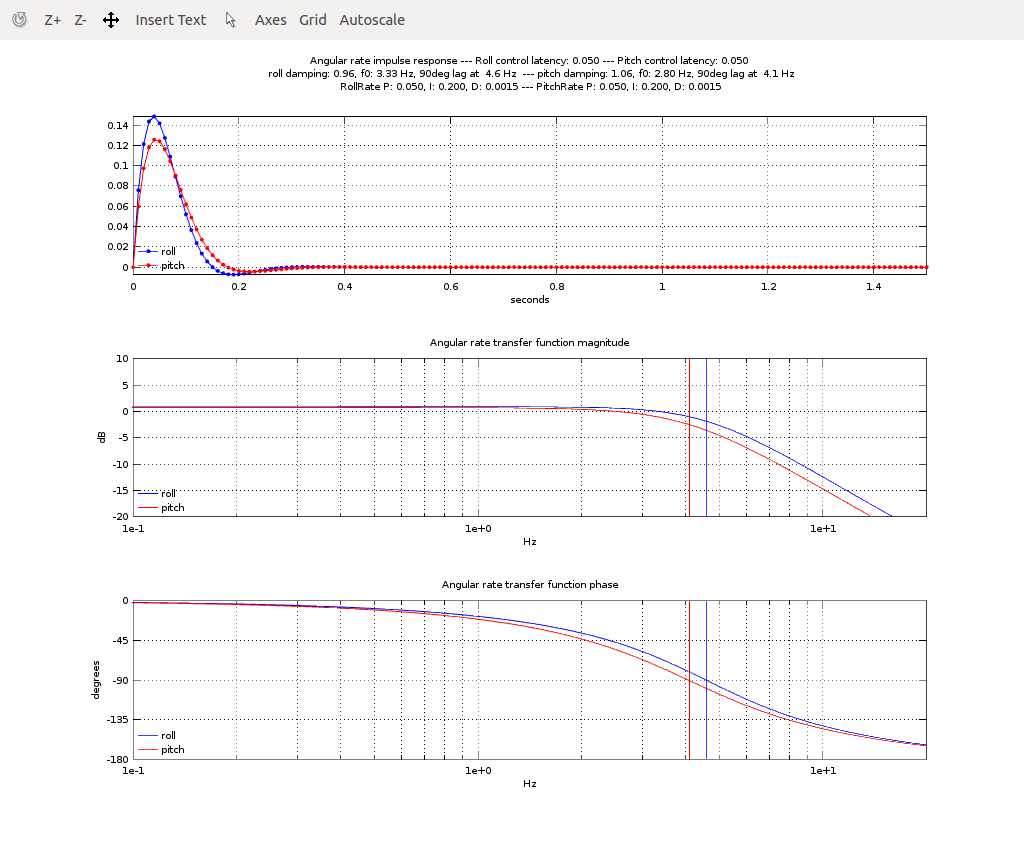 Z+ Z- Insert Text Axes Grid Autoscale
Angular rate impulse response --- Roll control latency: 0.050 --- Pitch control latency: 0.050
roll damping: 0.96, f0: 3.33 Hz, 90deg lag at  4.6 Hz  --- pitch damping: 1.06, f0: 2.80 Hz, 90deg lag at  4.1 Hz
RollRate P: 0.050, I: 0.200, D: 0.0015 --- PitchRate P: 0.050, I: 0.200, D: 0.0015
0.14
0.12
0.1
0.08
0.06
0.04
0.02
0
roll
pitch
0 0.2 0.4 0.6 0.8 1 1.2 1.4
seconds
Angular rate transfer function magnitude
10
5
0
-5
-10
-15
-20
dB
roll
pitch
1e-1 1e+0 1e+1
Hz
Angular rate transfer function phase
0
-45
-90
-135
-180
degrees
roll
pitch
1e-1 1e+0 1e+1
Hz